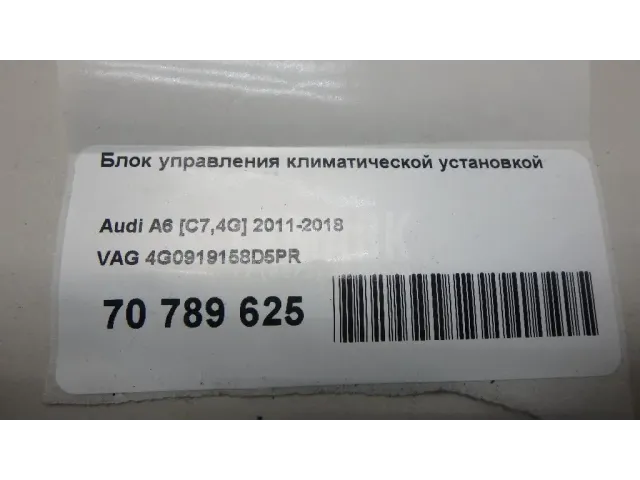 Блок управления климатической установкой
Audi A6 [C7,4G] 2011-2018
VAG 4G0919158D5PR
70 789 625